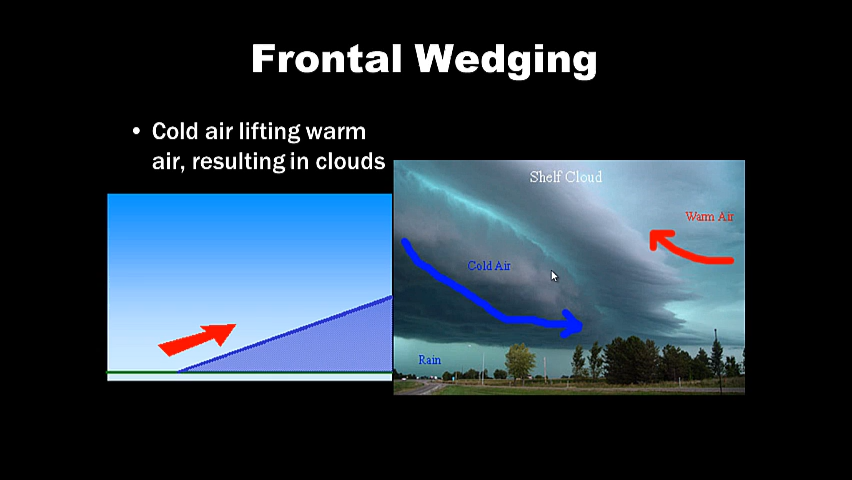 Frontal Wedging
• Cold air lifting warm
air, resulting in clouds
Shelf Cloud
Warm Air
Cold Air
Rain